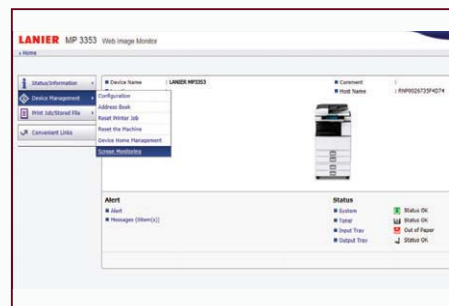 LANIER MP 3353 Web Image Monitor
Home
Status/Information
Device Management
Print Job/Stored File
Convenient Links
Device Name : LANIER MP3353
Comment :
Host Name : RNP0026735F4D74
Configuration
Address Book
Reset Printer Job
Reset the Machine
Device Home Management
Screen Monitoring
Alert
Alert
Messages (0item(s))
Status
System Status OK
Toner Status OK
Input Tray Out of Paper
Output Tray Status OK